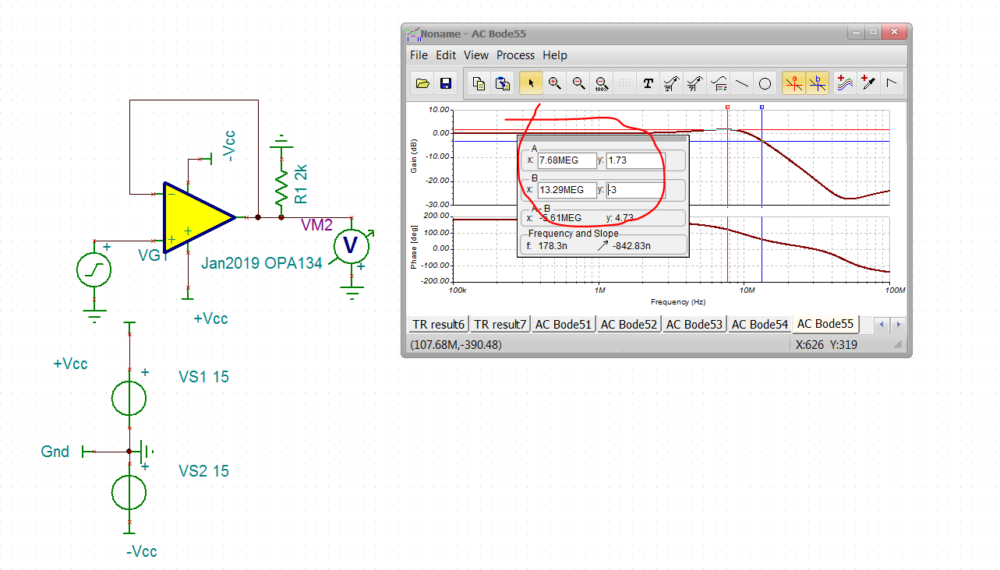 -Vcc
R1 2k
VM2
+
-
+
V
+
+
VG1
Jan2019 OPA134
+Vcc
+Vcc
+
VS1 15
Gnd
+
VS2 15
-Vcc
Noname - AC Bode55
File Edit View Process Help
T
100%
a
b
10.00
0.00
-10.00
-20.00
-30.00
Gain (dB)
A
x: 7.68MEG y: 1.73
B
x: 13.29MEG y: -3
A - B
x: -5.61MEG y: 4.73
Frequency and Slope
f: 178.3n -842.83n
200.00
100.00
0.00
-100.00
-200.00
Phase [deg]
100k 1M 10M 100M
Frequency (Hz)
TR result6 TR result7 AC Bode51 AC Bode52 AC Bode53 AC Bode54 AC Bode55
(107.68M,-390.48) X:626 Y:319